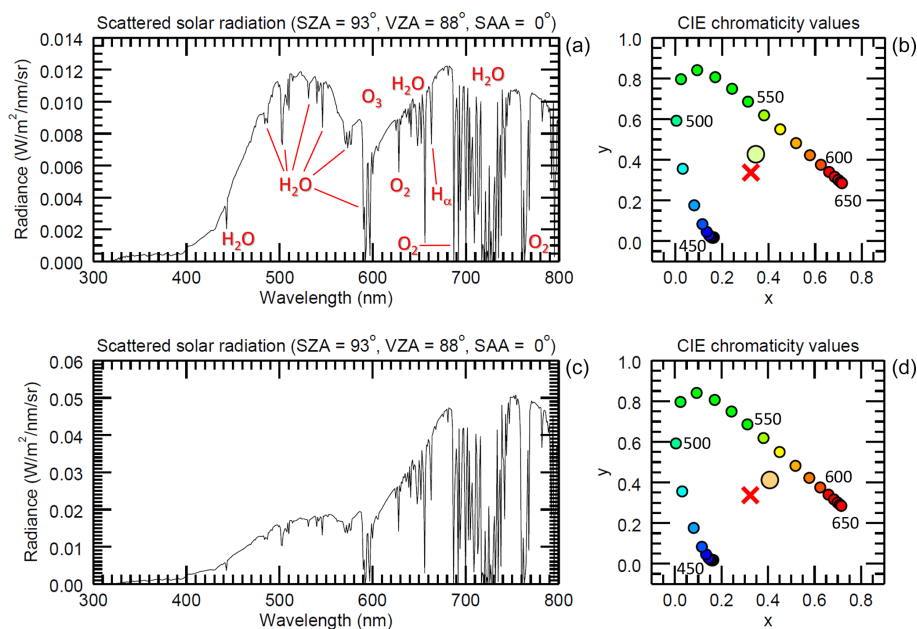 Scattered solar radiation (SZA = 93°, VZA = 88°, SAA = 0°)
(a)
Radiance (W/m²/nm/sr)
0.014
0.012
0.010
0.008
0.006
0.004
0.002
0.000
H₂O
H₂O
O₃
H₂O
H₂O
O₂
Hα
O₂
O₂
300 400 500 600 700 800
Wavelength (nm)
CIE chromaticity values
(b)
y
1.0
0.8
0.6
0.4
0.2
0.0
550
500
600
650
450
0.0 0.2 0.4 0.6 0.8 1.0
x
Scattered solar radiation (SZA = 93°, VZA = 88°, SAA = 0°)
(c)
Radiance (W/m²/nm/sr)
0.06
0.05
0.04
0.03
0.02
0.01
0.00
300 400 500 600 700 800
Wavelength (nm)
CIE chromaticity values
(d)
y
1.0
0.8
0.6
0.4
0.2
0.0
550
500
600
650
450
0.0 0.2 0.4 0.6 0.8 1.0
x